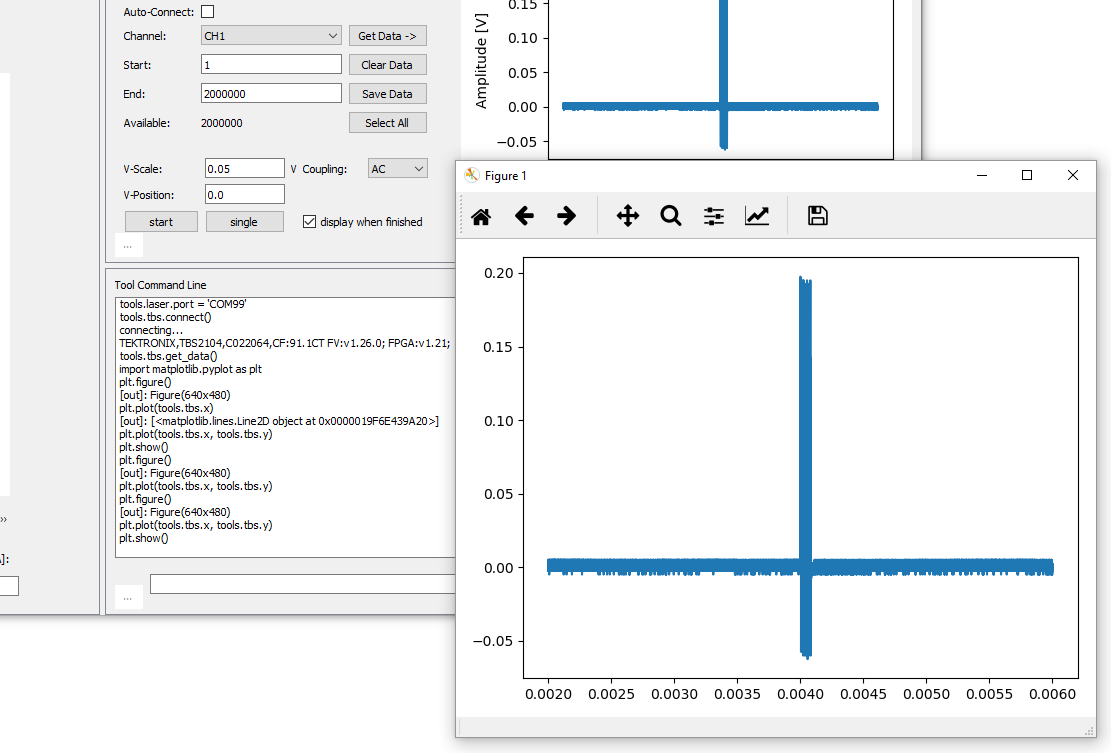 Auto-Connect:
Channel: CH1 Get Data ->
Start: 1 Clear Data
End: 2000000 Save Data
Available: 2000000 Select All
V-Scale: 0.05 V Coupling: AC
V-Position: 0.0
start single display when finished
...
Tool Command Line
tools.laser.port = 'COM99'
tools.tbs.connect()
connecting...
TEKTRONIX,TBS2104,C022064,CF:91.1CT FV:v1.26.0; FPGA:v1.21;
tools.tbs.get_data()
import matplotlib.pyplot as plt
plt.figure()
[out]: Figure(640x480)
plt.plot(tools.tbs.x)
[out]: [<matplotlib.lines.Line2D object at 0x0000019F6E439A20>]
plt.plot(tools.tbs.x, tools.tbs.y)
plt.show()
plt.figure()
[out]: Figure(640x480)
plt.plot(tools.tbs.x, tools.tbs.y)
plt.figure()
[out]: Figure(640x480)
plt.plot(tools.tbs.x, tools.tbs.y)
plt.show()
...
»
]:
Amplitude [V]
0.15
0.10
0.05
0.00
−0.05
Figure 1
0.20
0.15
0.10
0.05
0.00
−0.05
0.0020 0.0025 0.0030 0.0035 0.0040 0.0045 0.0050 0.0055 0.0060